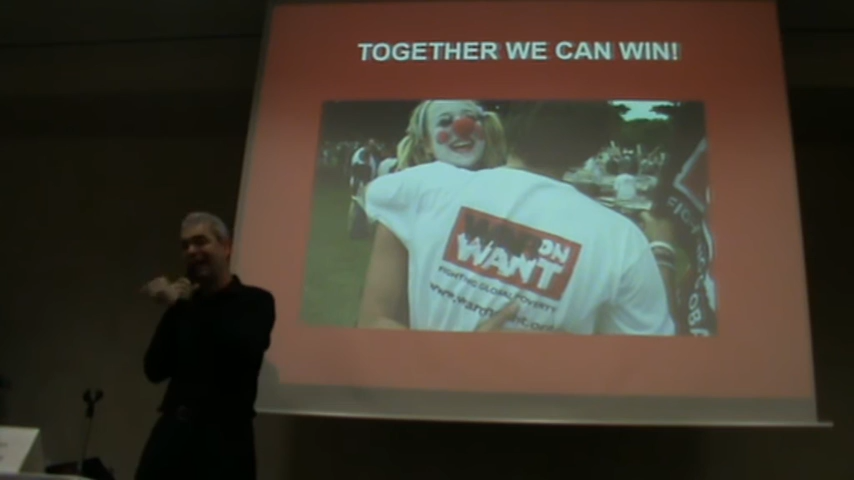 TOGETHER WE CAN WIN!
WAR ON
WANT
FIGHTING GLOBAL POVERTY